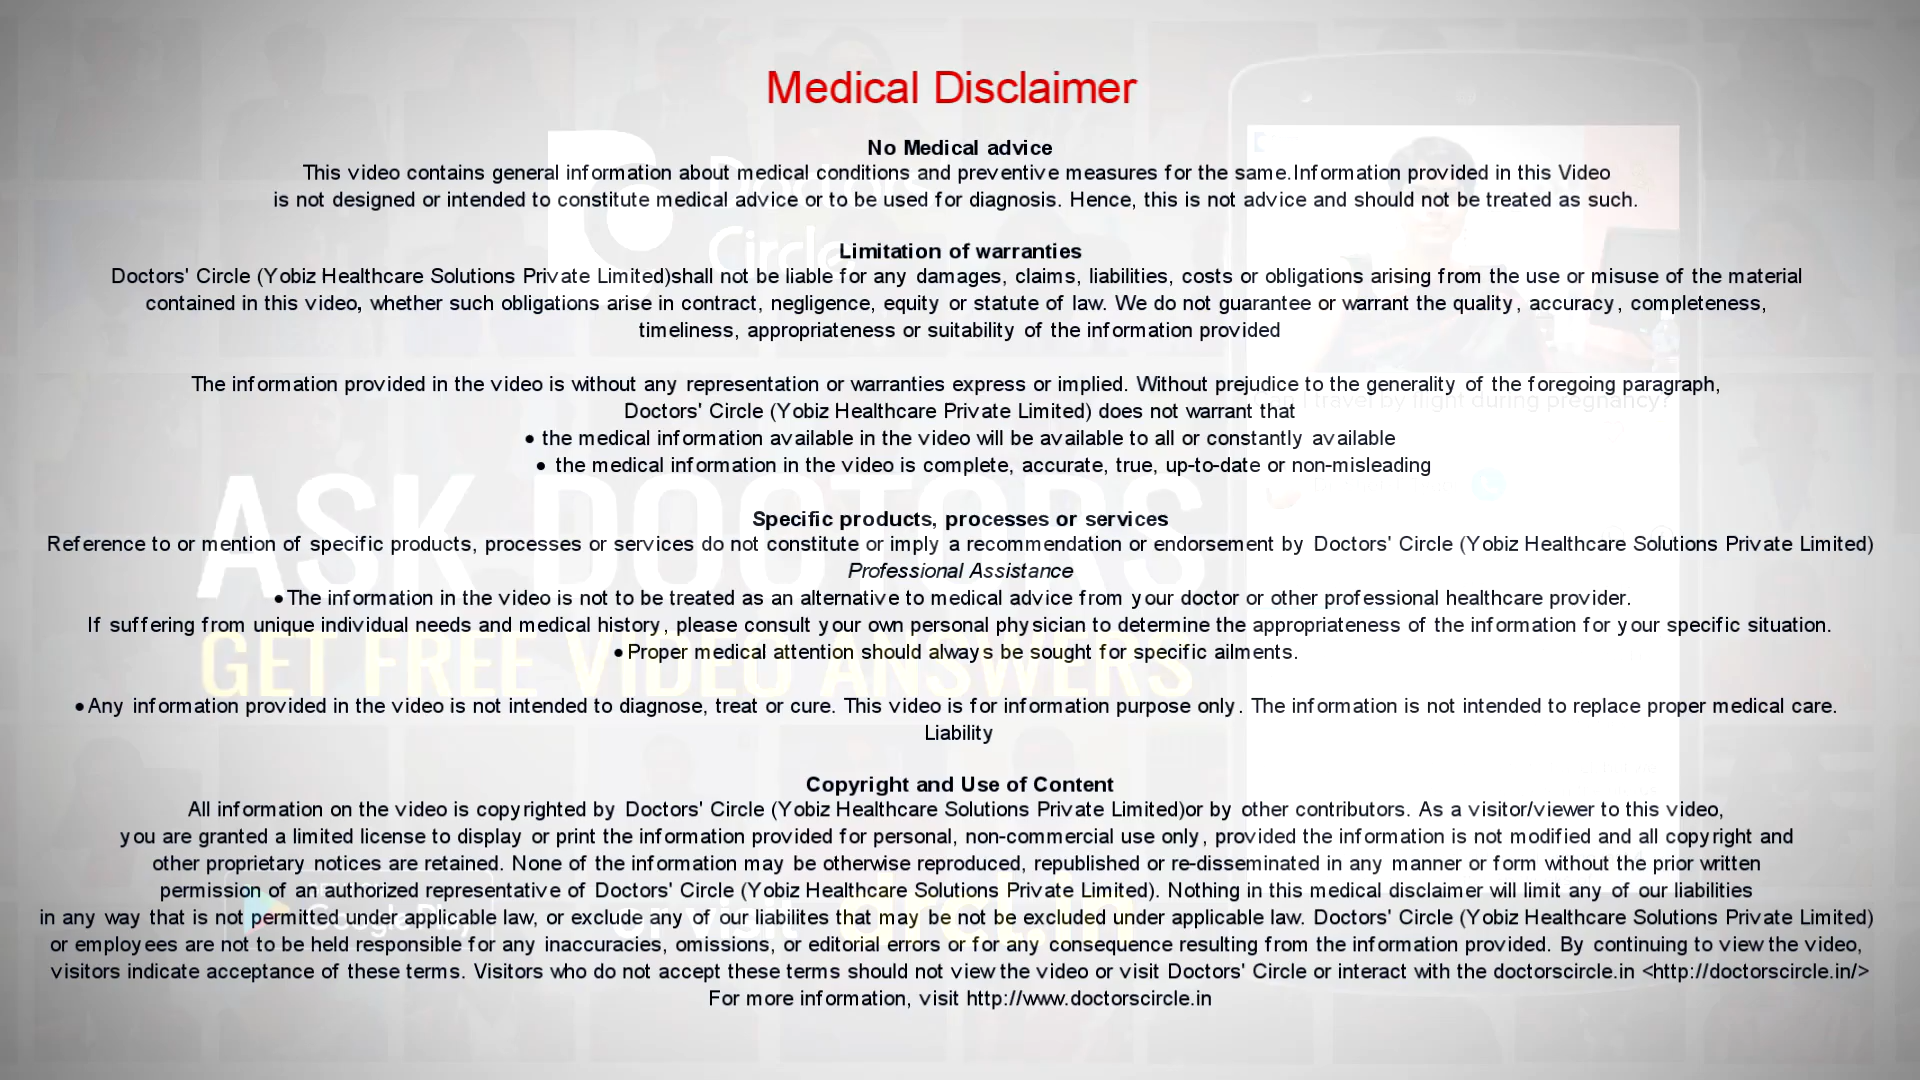 Medical Disclaimer
No Medical advice
This video contains general information about medical conditions and preventive measures for the same.Information provided in this Video
is not designed or intended to constitute medical advice or to be used for diagnosis. Hence, this is not advice and should not be treated as such.
Doctors
Circle
Limitation of warranties
Doctors' Circle (Yobiz Healthcare Solutions Private Limited)shall not be liable for any damages, claims, liabilities, costs or obligations arising from the use or misuse of the material
contained in this video, whether such obligations arise in contract, negligence, equity or statute of law. We do not guarantee or warrant the quality, accuracy, completeness,
timeliness, appropriateness or suitability of the information provided
The information provided in the video is without any representation or warranties express or implied. Without prejudice to the generality of the foregoing paragraph,
Can I travel by flight during pregnancy?
Doctors' Circle (Yobiz Healthcare Private Limited) does not warrant that
• the medical information available in the video will be available to all or constantly available
• the medical information in the video is complete, accurate, true, up-to-date or non-misleading
ASK DOCTORS
Specific products, processes or services
Reference to or mention of specific products, processes or services do not constitute or imply a recommendation or endorsement by Doctors' Circle (Yobiz Healthcare Solutions Private Limited)
Professional Assistance
•The information in the video is not to be treated as an alternative to medical advice from your doctor or other professional healthcare provider.
If suffering from unique individual needs and medical history, please consult your own personal physician to determine the appropriateness of the information for your specific situation.
•Proper medical attention should always be sought for specific ailments.
GET FREE VIDEO ANSWERS
•Any information provided in the video is not intended to diagnose, treat or cure. This video is for information purpose only. The information is not intended to replace proper medical care.
Liability
Copyright and Use of Content
All information on the video is copyrighted by Doctors' Circle (Yobiz Healthcare Solutions Private Limited)or by other contributors. As a visitor/viewer to this video,
you are granted a limited license to display or print the information provided for personal, non-commercial use only, provided the information is not modified and all copyright and
other proprietary notices are retained. None of the information may be otherwise reproduced, republished or re-disseminated in any manner or form without the prior written
permission of an authorized representative of Doctors' Circle (Yobiz Healthcare Solutions Private Limited). Nothing in this medical disclaimer will limit any of our liabilities
in any way that is not permitted under applicable law, or exclude any of our liabilites that may be not be excluded under applicable law. Doctors' Circle (Yobiz Healthcare Solutions Private Limited)
Google Play or visit drcl.in
or employees are not to be held responsible for any inaccuracies, omissions, or editorial errors or for any consequence resulting from the information provided. By continuing to view the video,
visitors indicate acceptance of these terms. Visitors who do not accept these terms should not view the video or visit Doctors' Circle or interact with the doctorscircle.in <http://doctorscircle.in/>
For more information, visit http://www.doctorscircle.in